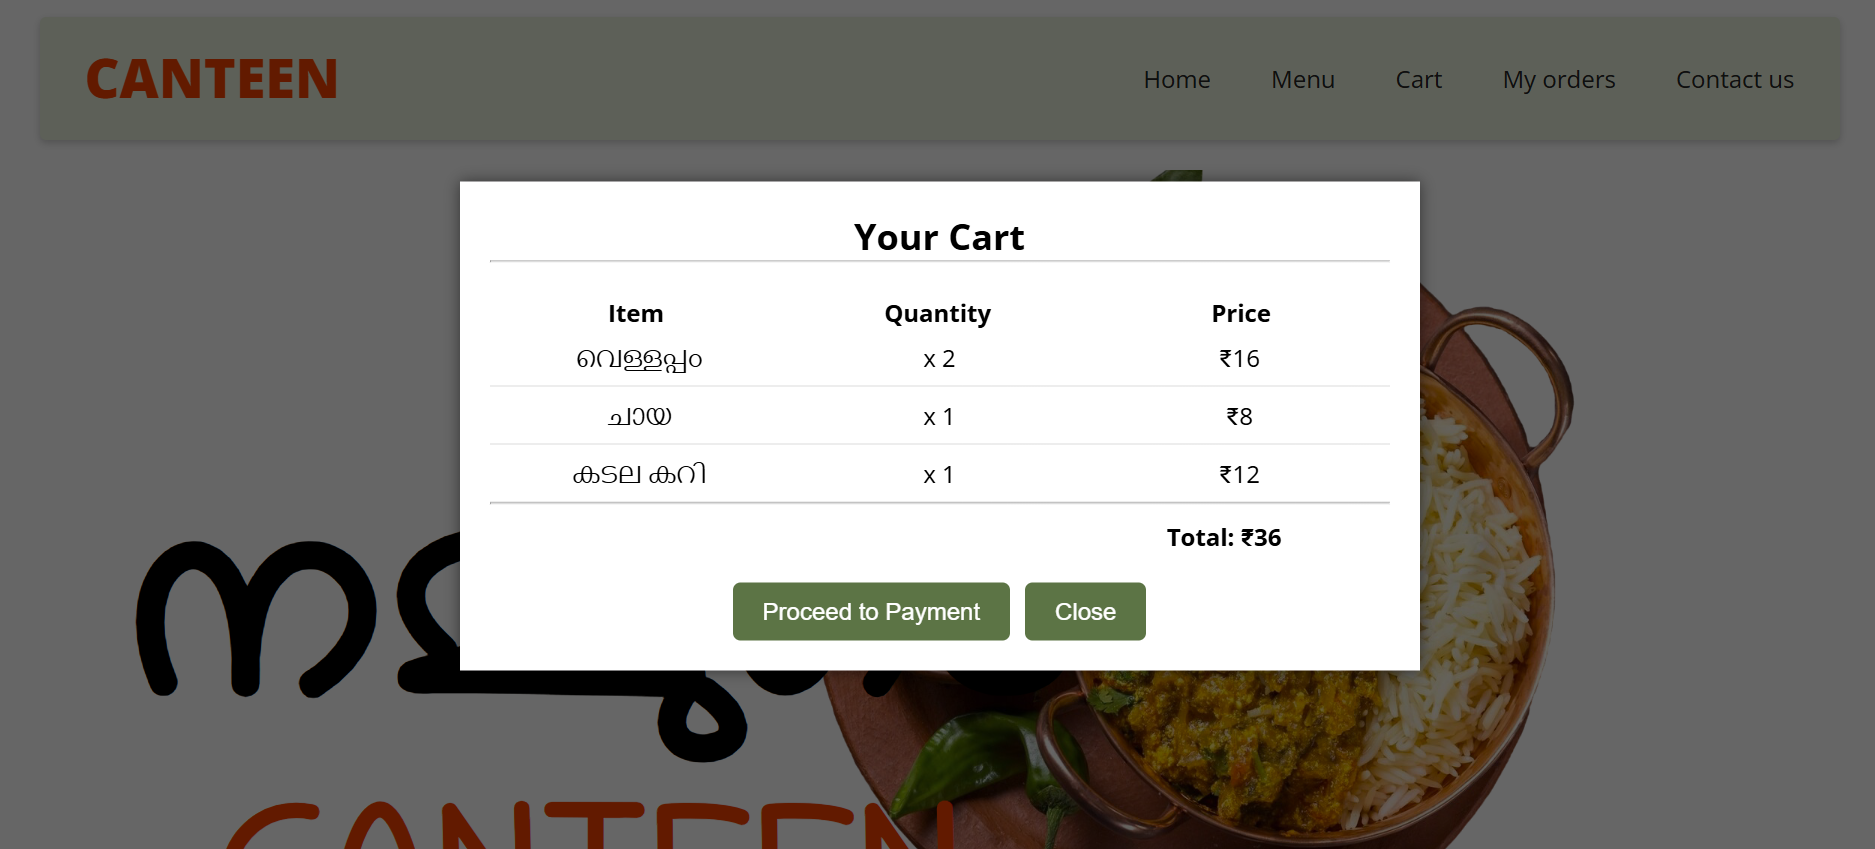 CANTEEN
Home Menu Cart My orders Contact us
Your Cart
Item Quantity Price
വെള്ളപ്പം x 2 ₹16
ചായ x 1 ₹8
കടല കറി x 1 ₹12
Total: ₹36
Proceed to Payment Close
CANTEEN